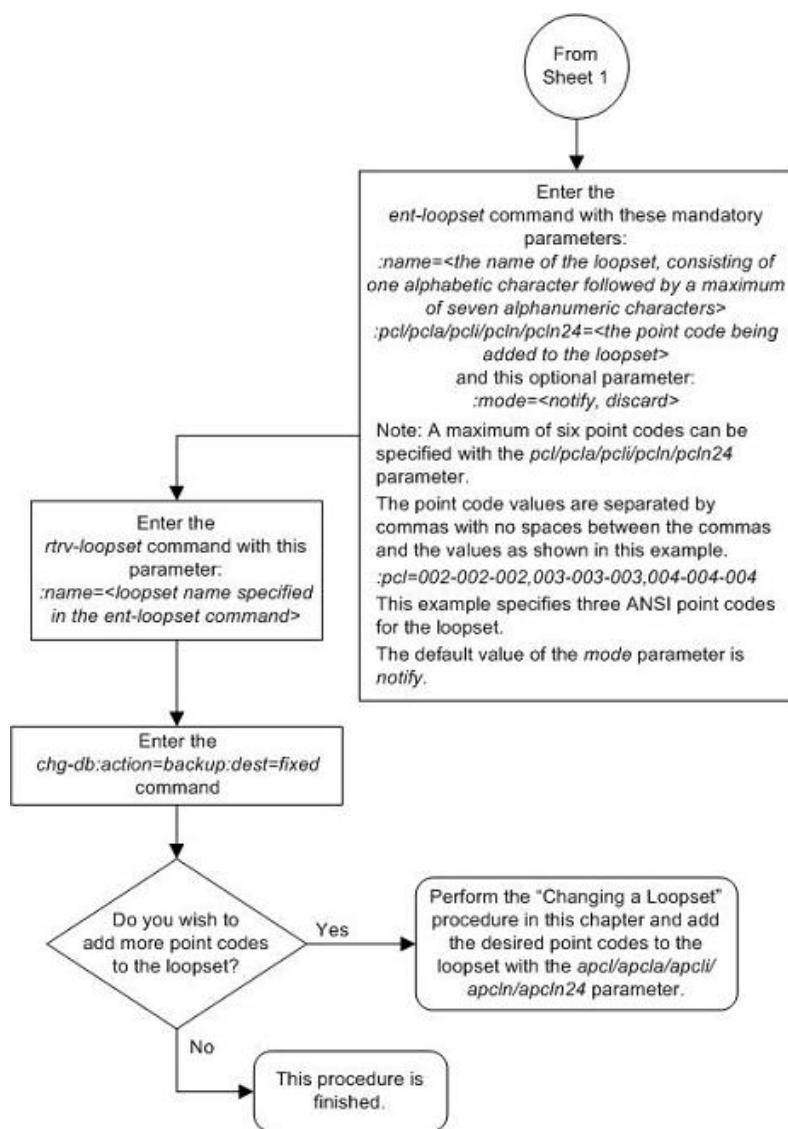 From
Sheet 1
Enter the
ent-loopset command with these mandatory
parameters:
:name=<the name of the loopset, consisting of
one alphabetic character followed by a maximum
of seven alphanumeric characters>
:pcl/pcla/pcli/pcln/pcln24=<the point code being
added to the loopset>
and this optional parameter:
:mode=<notify, discard>
Note: A maximum of six point codes can be
specified with the pcl/pcla/pcli/pcln/pcln24
parameter.
The point code values are separated by
commas with no spaces between the commas
and the values as shown in this example.
:pcl=002-002-002,003-003-003,004-004-004
This example specifies three ANSI point codes
for the loopset.
The default value of the mode parameter is
notify.
Enter the
rtrv-loopset command with this
parameter:
:name=<loopset name specified
in the ent-loopset command>
Enter the
chg-db:action=backup:dest=fixed
command
Do you wish to
add more point codes
to the loopset?
Yes
Perform the “Changing a Loopset”
procedure in this chapter and add
the desired point codes to the
loopset with the apcl/apcla/apcli/
apcln/apcln24 parameter.
No
This procedure is
finished.